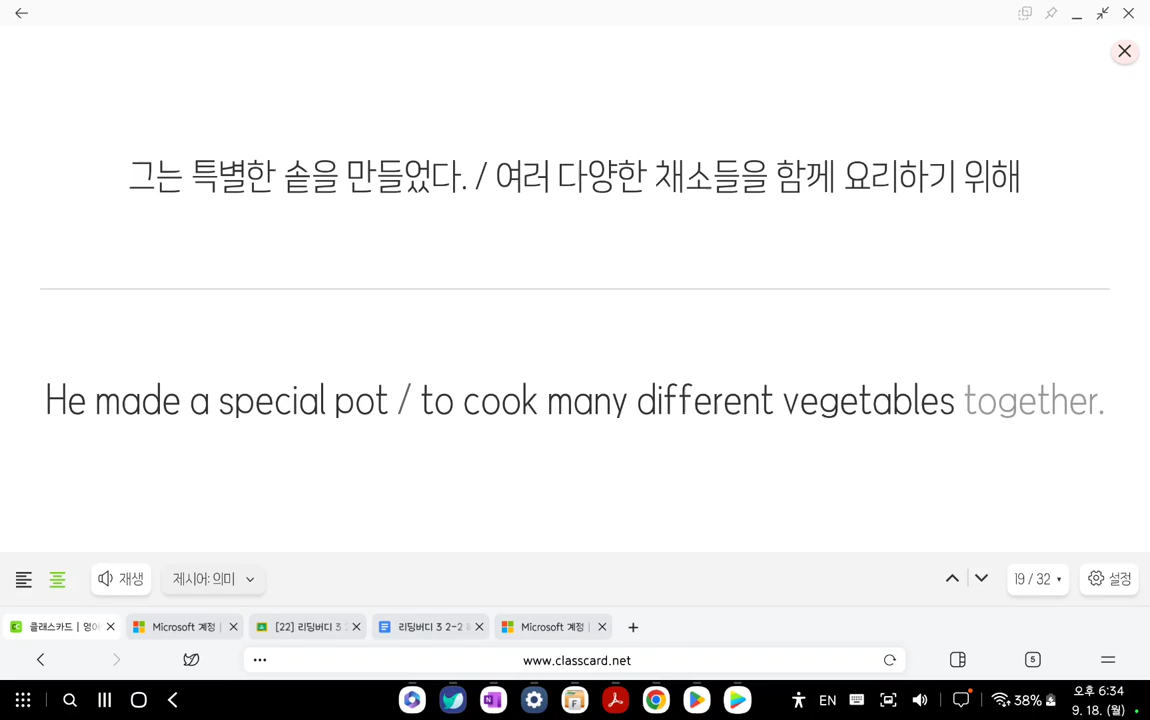 그는 특별한 솥을 만들었다. / 여러 다양한 채소들을 함께 요리하기 위해
He made a special pot / to cook many different vegetables together.
재생
제시어: 의미
19 / 32
설정
클래스카드 | 영어
Microsoft 계정 |
[22] 리딩버디 3
리딩버디 3 2-2
Microsoft 계정 |
www.classcard.net
5
EN
38%
오후 6:34
9. 18. (월)